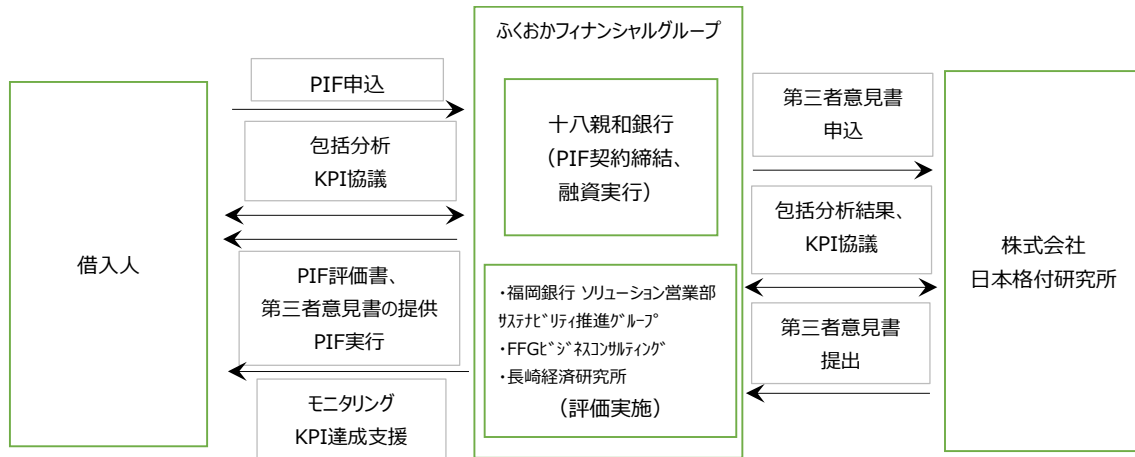 ふくおかフィナンシャルグループ
借入人
PIF申込
包括分析
KPI協議
PIF評価書、
第三者意見書の提供
PIF実行
モニタリング
KPI達成支援
十八親和銀行
（PIF契約締結、
融資実行）
・福岡銀行 ソリューション営業部
ｻｽﾃﾅﾋﾞﾘﾃｨ推進ｸﾞﾙｰﾌﾟ
・FFGﾋﾞｼﾞﾈｽｺﾝｻﾙﾃｨﾝｸﾞ
・長崎経済研究所
（評価実施）
第三者意見書
申込
包括分析結果、
KPI協議
第三者意見書
提出
株式会社
日本格付研究所